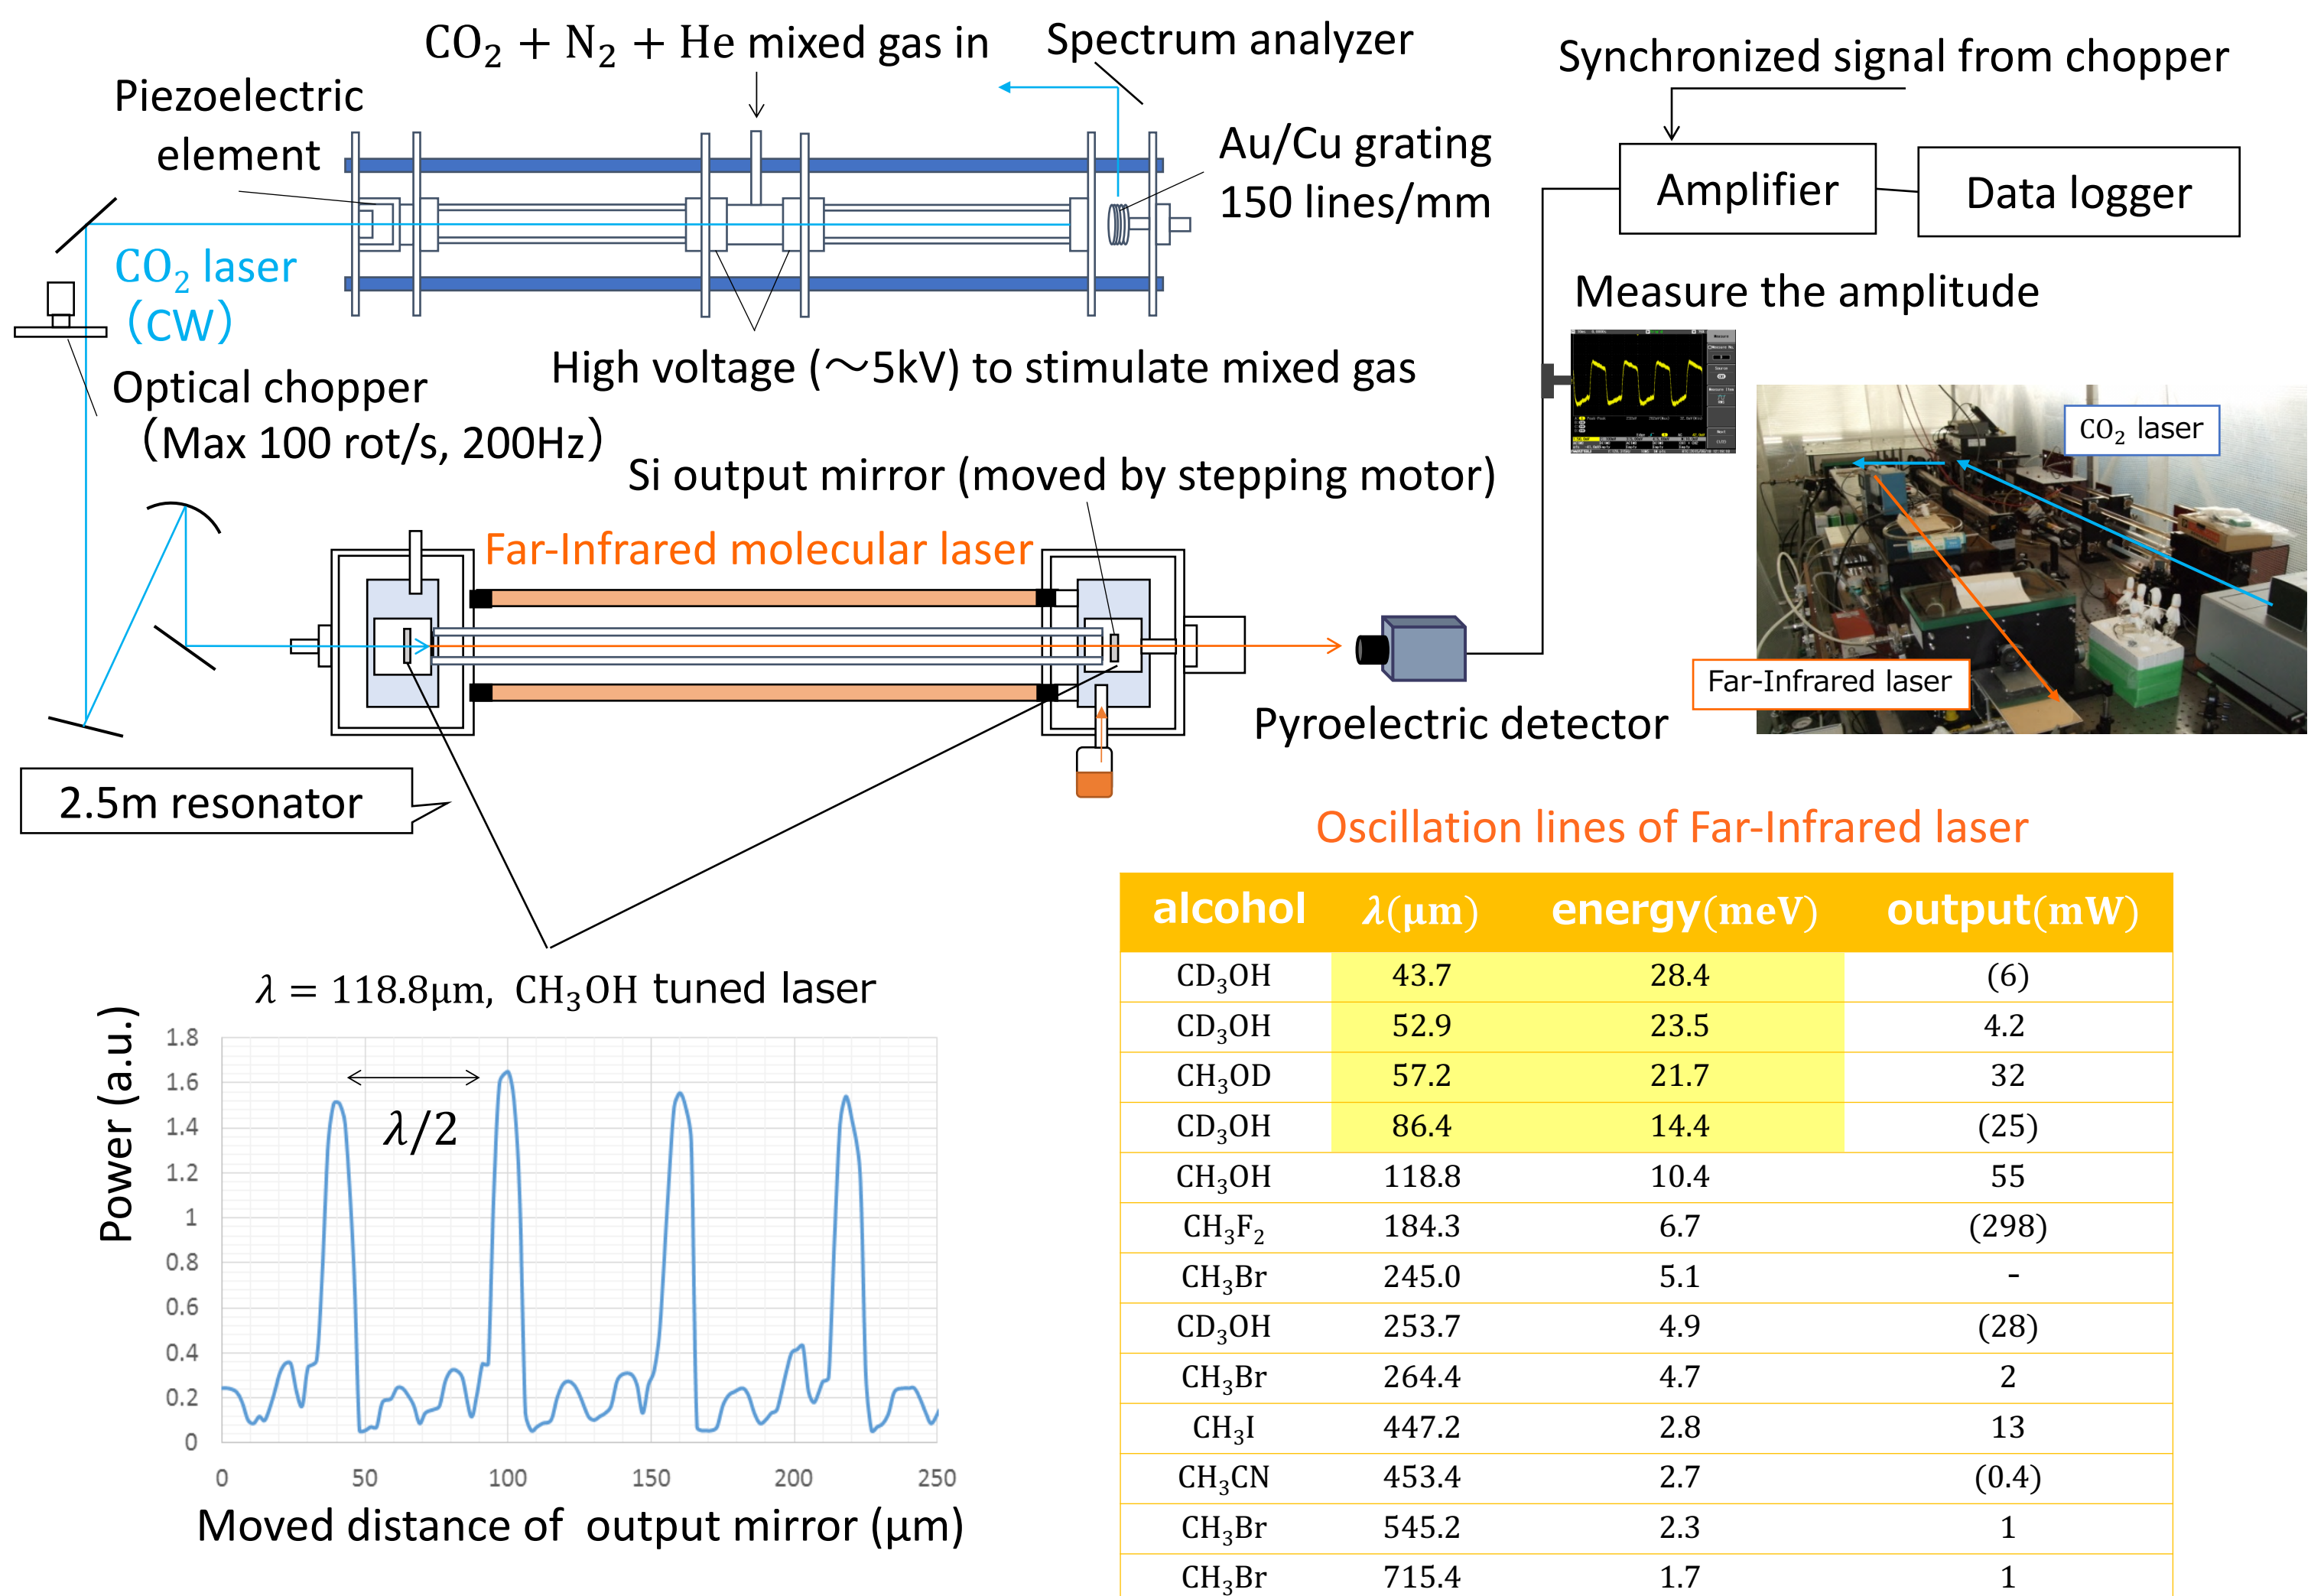 CO₂ + N₂ + He mixed gas in
Spectrum analyzer
Synchronized signal from chopper
Piezoelectric
element
Au/Cu grating
150 lines/mm
Amplifier
Data logger
CO₂ laser
（CW）
Measure the amplitude
High voltage (～5kV) to stimulate mixed gas
Optical chopper
（Max 100 rot/s, 200Hz）
CO₂ laser
Si output mirror (moved by stepping motor)
Far-Infrared molecular laser
Far-Infrared laser
Pyroelectric detector
2.5m resonator
Oscillation lines of Far-Infrared laser
alcohol λ(μm) energy(meV) output(mW)
CD₃OH 43.7 28.4 (6)
CD₃OH 52.9 23.5 4.2
CH₃OD 57.2 21.7 32
CD₃OH 86.4 14.4 (25)
CH₃OH 118.8 10.4 55
CH₃F₂ 184.3 6.7 (298)
CH₃Br 245.0 5.1 -
CD₃OH 253.7 4.9 (28)
CH₃Br 264.4 4.7 2
CH₃I 447.2 2.8 13
CH₃CN 453.4 2.7 (0.4)
CH₃Br 545.2 2.3 1
CH₃Br 715.4 1.7 1
λ = 118.8μm, CH₃OH tuned laser
Power (a.u.)
1.8
1.6
1.4
1.2
1
0.8
0.6
0.4
0.2
0
λ/2
0 50 100 150 200 250
Moved distance of output mirror (μm)